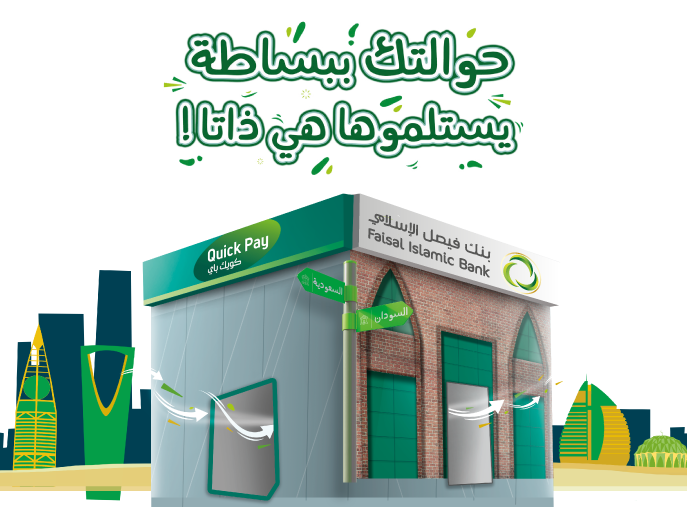 حوالتك ببساطة
يستلموها هي ذاتا!
Quick Pay
كويك باي
بنك فيصل الإسلامي
Faisal Islamic Bank
السعودية
السودان